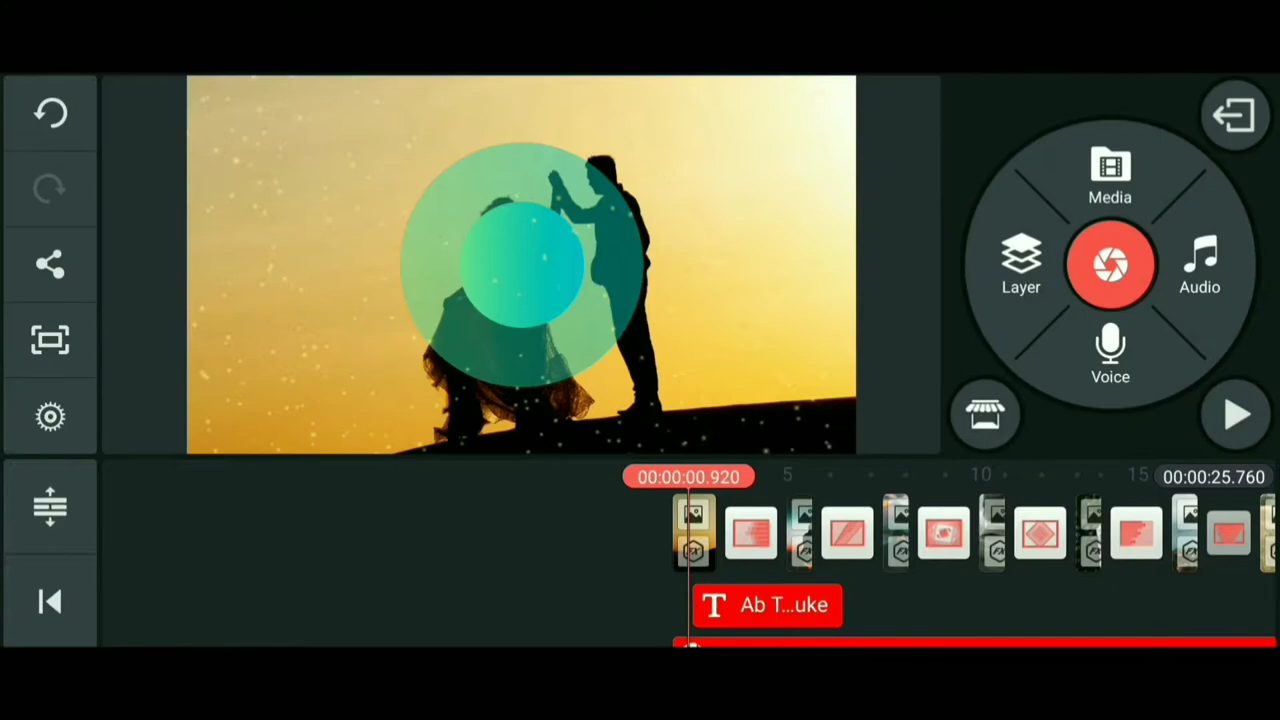 Media
Layer
Audio
Voice
00:00:00.920
5
10
15
00:00:25.760
T Ab T...uke